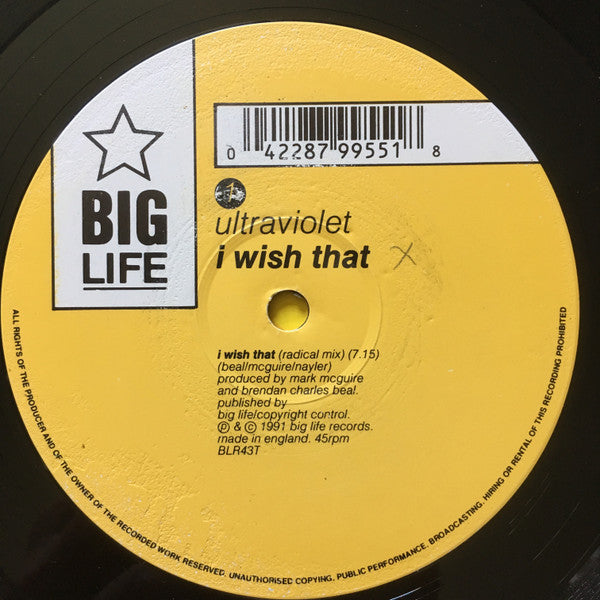 BIG
LIFE
0 42287 99551 8
ultraviolet
i wish that x
i wish that (radical mix) (7.15)
(beal/mcguire/nayler)
produced by mark mcguire
and brendan charles beal.
published by
big life/copyright control.
℗ & © 1991 big life records.
made in england. 45rpm
BLR43T
ALL RIGHTS OF THE PRODUCER AND OF THE OWNER OF THE RECORDED WORK RESERVED. UNAUTHORISED COPYING. PUBLIC PERFORMANCE. BROADCASTING. HIRING OR RENTAL OF THIS RECORDING PROHIBITED